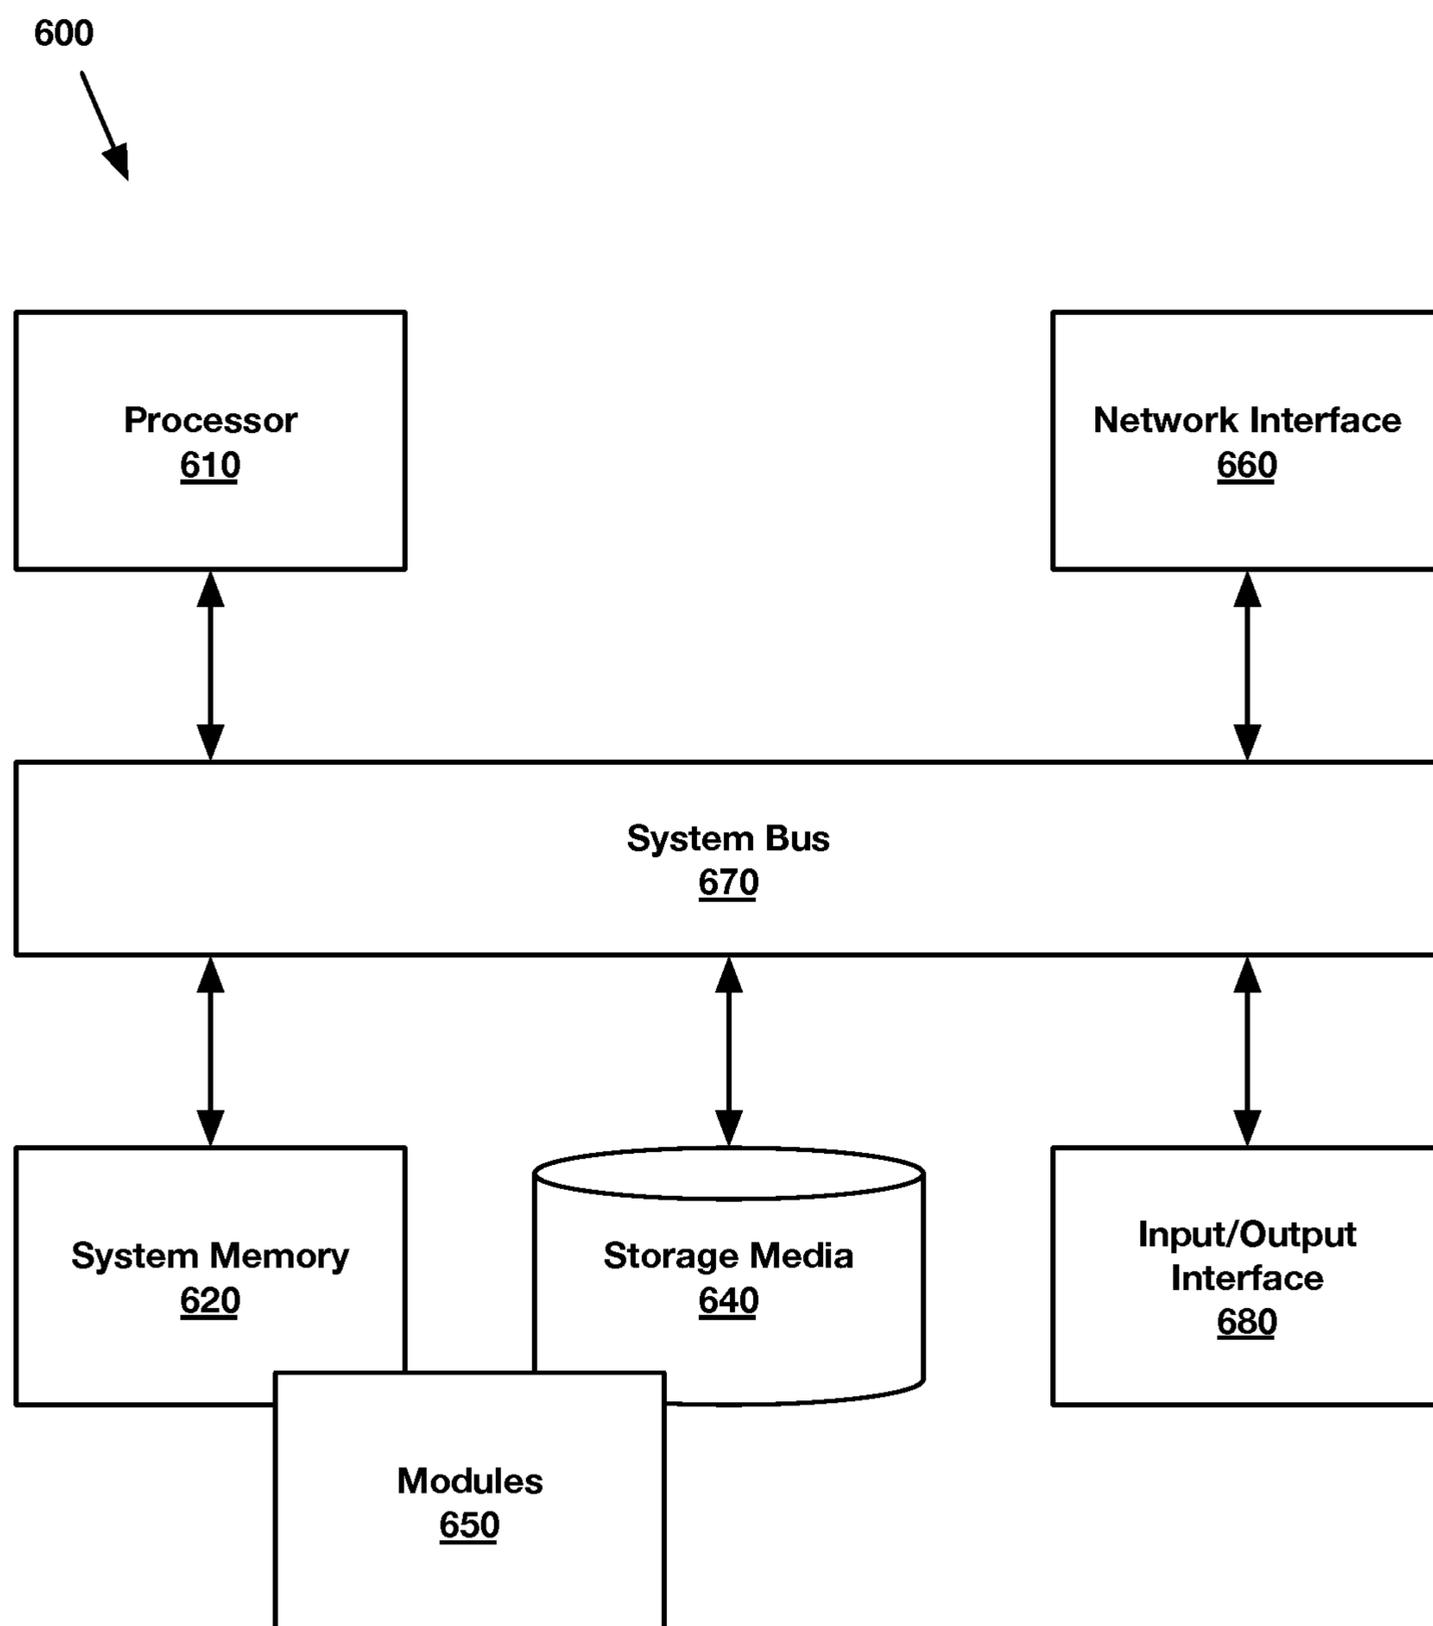 600
Processor
610
Network Interface
660
System Bus
670
System Memory
620
Storage Media
640
Input/Output
Interface
680
Modules
650